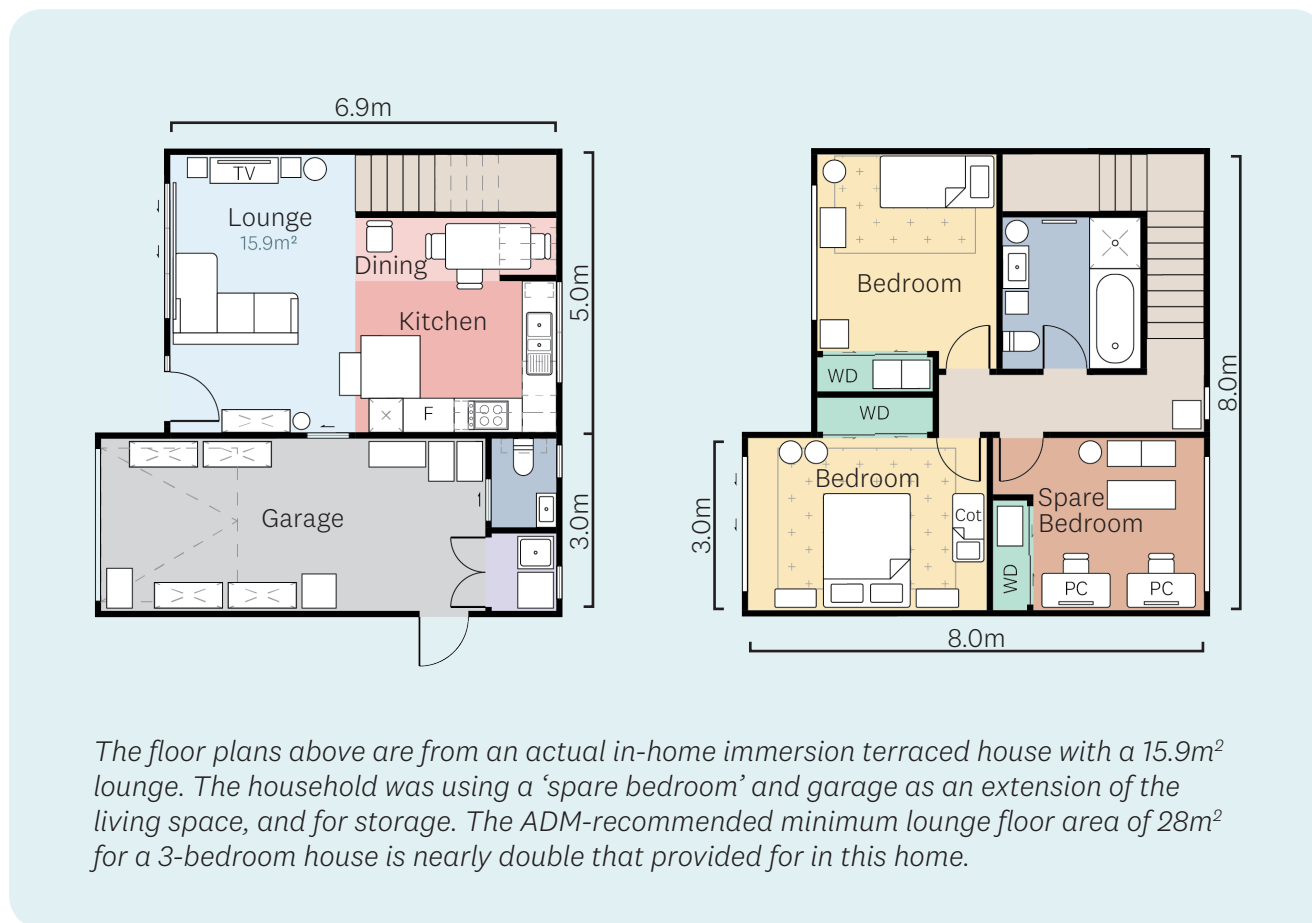 6.9m
TV
Lounge
15.9m²
Dining
Kitchen
F
5.0m
Garage
3.0m
Bedroom
WD
WD
8.0m
3.0m
Bedroom
Cot
Spare
Bedroom
WD
PC
PC
8.0m
The floor plans above are from an actual in-home immersion terraced house with a 15.9m²
lounge. The household was using a ‘spare bedroom’ and garage as an extension of the
living space, and for storage. The ADM-recommended minimum lounge floor area of 28m²
for a 3-bedroom house is nearly double that provided for in this home.